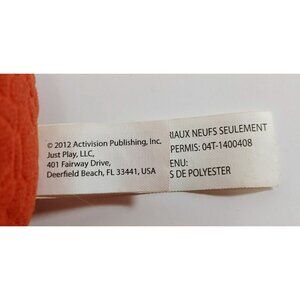 © 2012 Activision Publishing, Inc.
Just Play, LLC,
401 Fairway Drive,
Deerfield Beach, FL 33441, USA
RIAUX NEUFS SEULEMENT
PERMIS: 04T-1400408
ENU:
S DE POLYESTER